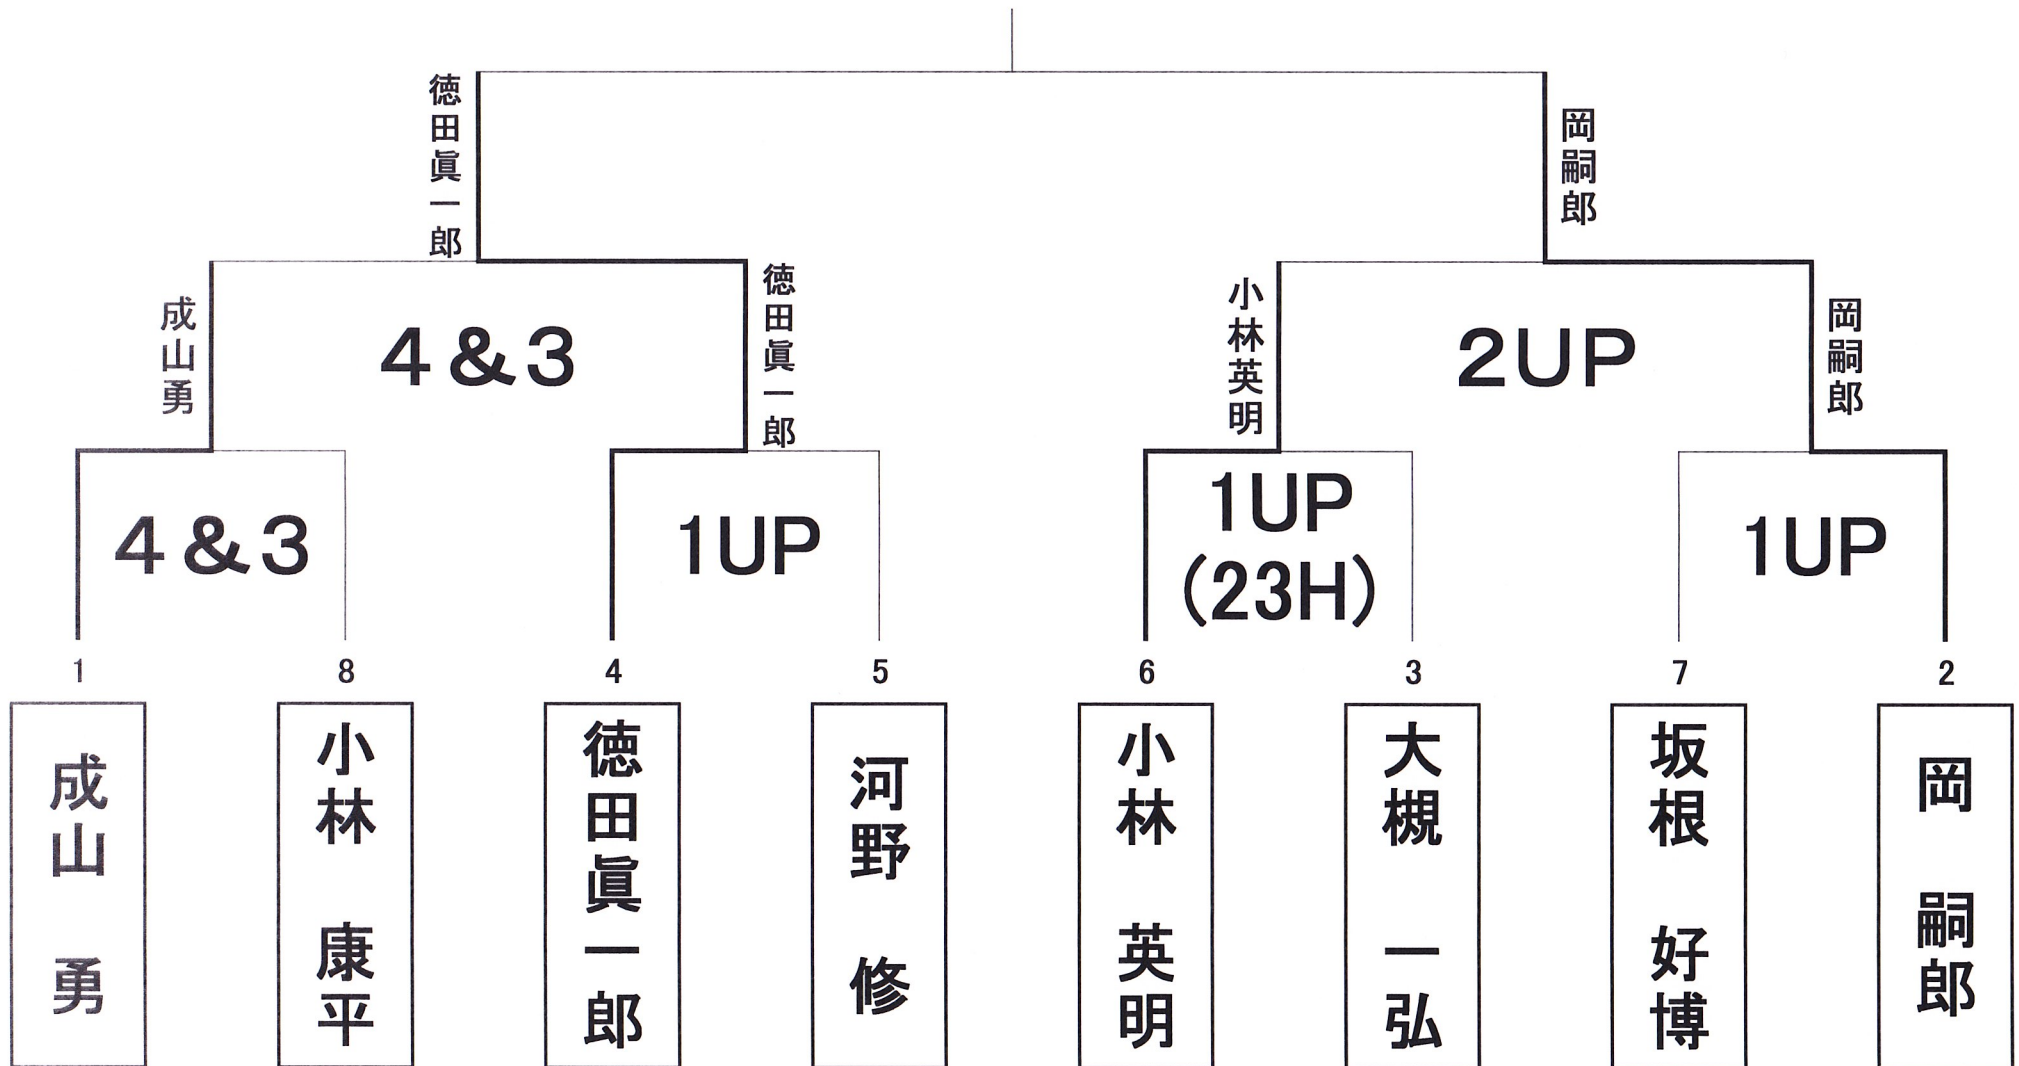 徳田眞一郎
岡嗣郎
成山勇
４＆３
徳田眞一郎
小林英明
２ＵＰ
岡嗣郎
４＆３
１ＵＰ
１ＵＰ
（23H）
１ＵＰ
1
8
4
5
6
3
7
2
成山　勇
小林　康平
徳田眞一郎
河野　修
小林　英明
大槻　一弘
坂根　好博
岡　嗣郎